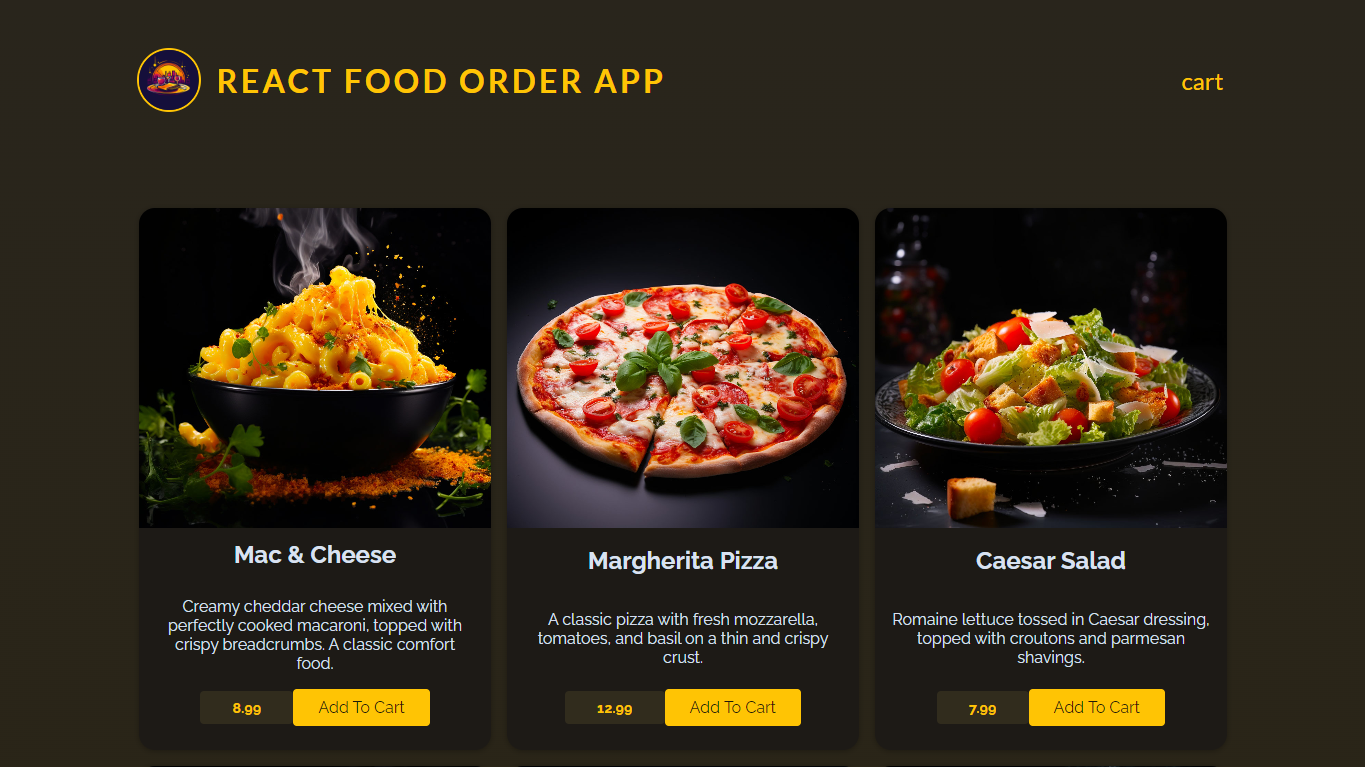 REACT FOOD ORDER APP
cart
Mac & Cheese
Creamy cheddar cheese mixed with
perfectly cooked macaroni, topped with
crispy breadcrumbs. A classic comfort
food.
8.99
Add To Cart
Margherita Pizza
A classic pizza with fresh mozzarella,
tomatoes, and basil on a thin and crispy
crust.
12.99
Add To Cart
Caesar Salad
Romaine lettuce tossed in Caesar dressing,
topped with croutons and parmesan
shavings.
7.99
Add To Cart